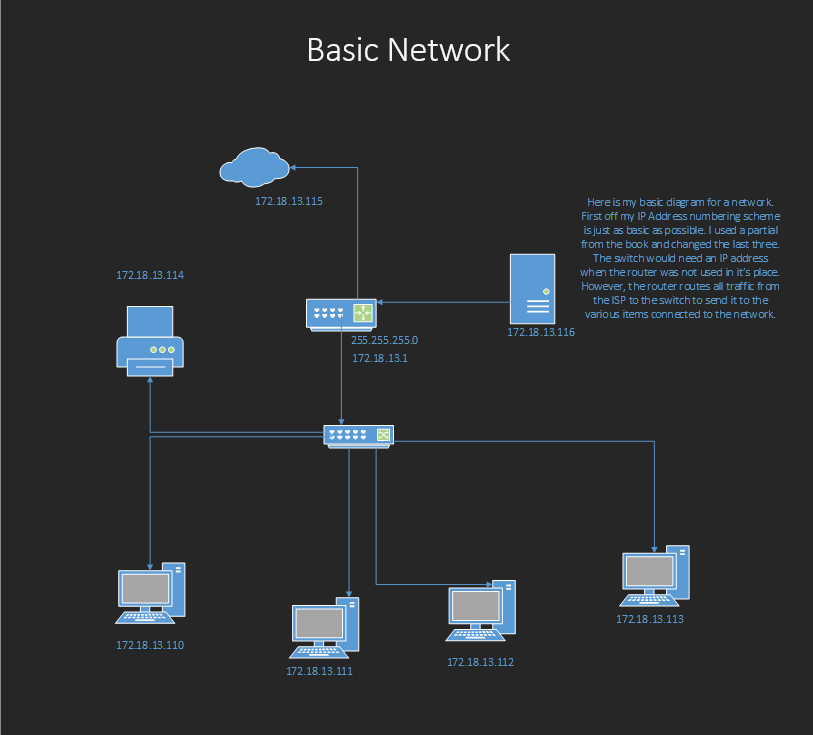 Basic Network
172.18.13.115
Here is my basic diagram for a network.
First off my IP Address numbering scheme
is just as basic as possible. I used a partial
from the book and changed the last three.
The switch would need an IP address
when the router was not used in it's place.
However, the router routes all traffic from
the ISP to the switch to send it to the
various items connected to the network.
172.18.13.114
172.18.13.116
255.255.255.0
172.18.13.1
172.18.13.110
172.18.13.111
172.18.13.112
172.18.13.113